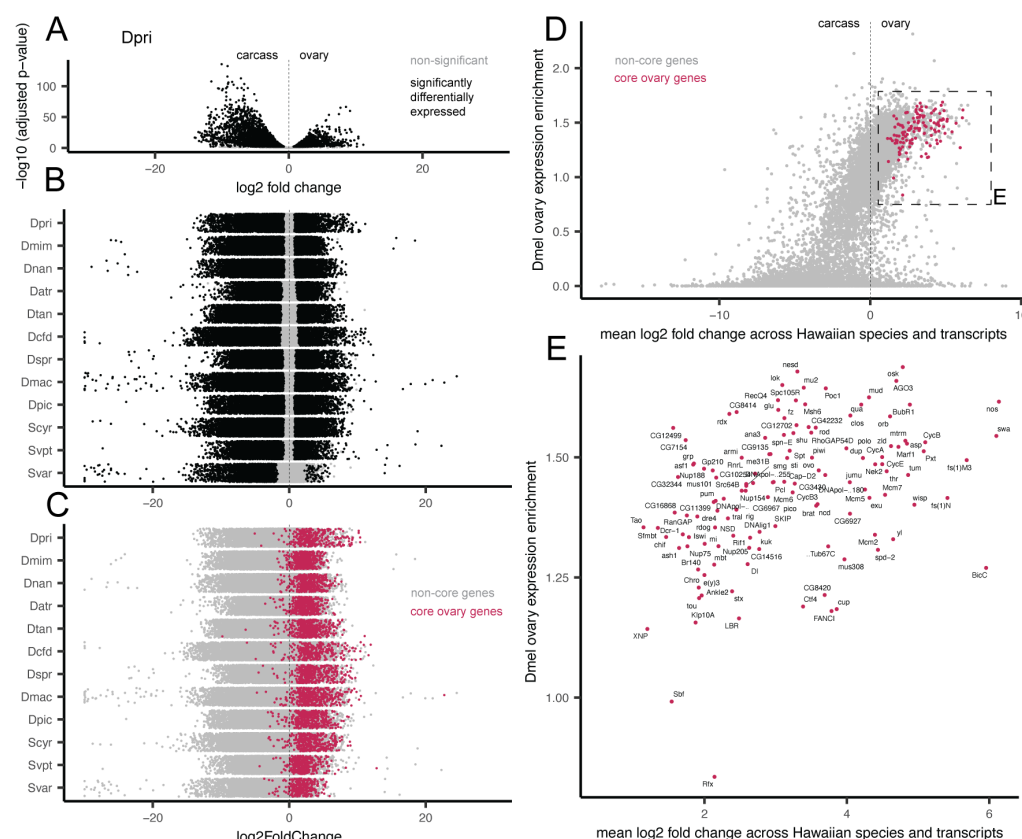 A
Dpri
carcass
ovary
non-significant
significantly
differentially
expressed
−log10 (adjusted p−value)
100
50
0
−20
0
20
log2 fold change
B
Dpri
Dmim
Dnan
Datr
Dtan
Dcfd
Dspr
Dmac
Dpic
Scyr
Svpt
Svar
C
Dpri
Dmim
Dnan
Datr
Dtan
Dcfd
Dspr
Dmac
Dpic
Scyr
Svpt
Svar
non-core genes
core ovary genes
−20
0
20
log2FoldChange
D
carcass
ovary
non-core genes
core ovary genes
Dmel ovary expression enrichment
2.0
1.5
1.0
0.5
0.0
E
−10
0
10
mean log2 fold change across Hawaiian species and transcripts
E
Dmel ovary expression enrichment
1.50
1.25
1.00
nesd
osk
lok
mu2
AGO3
RecQ4
Spc105R
Poc1
mud
nos
CG8414
glu
Msh6
qua
BubR1
rdx
fz
clos
orb
swa
CG12499
CG12702
CG42232
CG7154
ana3
shu
rod
RhoGAP54D
polo
zld
mtrm
CycB
grp
armi
CG9135
spn-E
asp
asf1
Gp210
RnrL
me31B
smg
sti
Spt
ovo
piwi
dup
CycA
Marf1
Pxt
fs(1)M3
Nup188
Cap-D2
CycE
tum
CG32344
mus101
Src64B
Pcl
CG3430
jumu
Nek2
thr
pum
Nup154
Mcm6
CycB3
Mcm5
Mcm7
CG16868
CG11399
CG6967
pico
brat
ncd
exu
wisp
fs(1)N
Tao
RanGAP
dre4
tral
rig
SKIP
CG6927
Sfmbt
Dcr-1
rdog
NSD
DNAlig1
Mcm2
yl
chif
Iswi
mi
Rif1
kuk
..Tub67C
spd-2
ash1
Nup75
Nup205
CG14516
mus308
Br140
mbt
Dl
BicC
Chro
e(y)3
Ankle2
stx
CG8420
tou
Ctf4
cup
Klp10A
LBR
FANCI
XNP
Sbf
Rfx
2
4
6
mean log2 fold change across Hawaiian species and transcripts